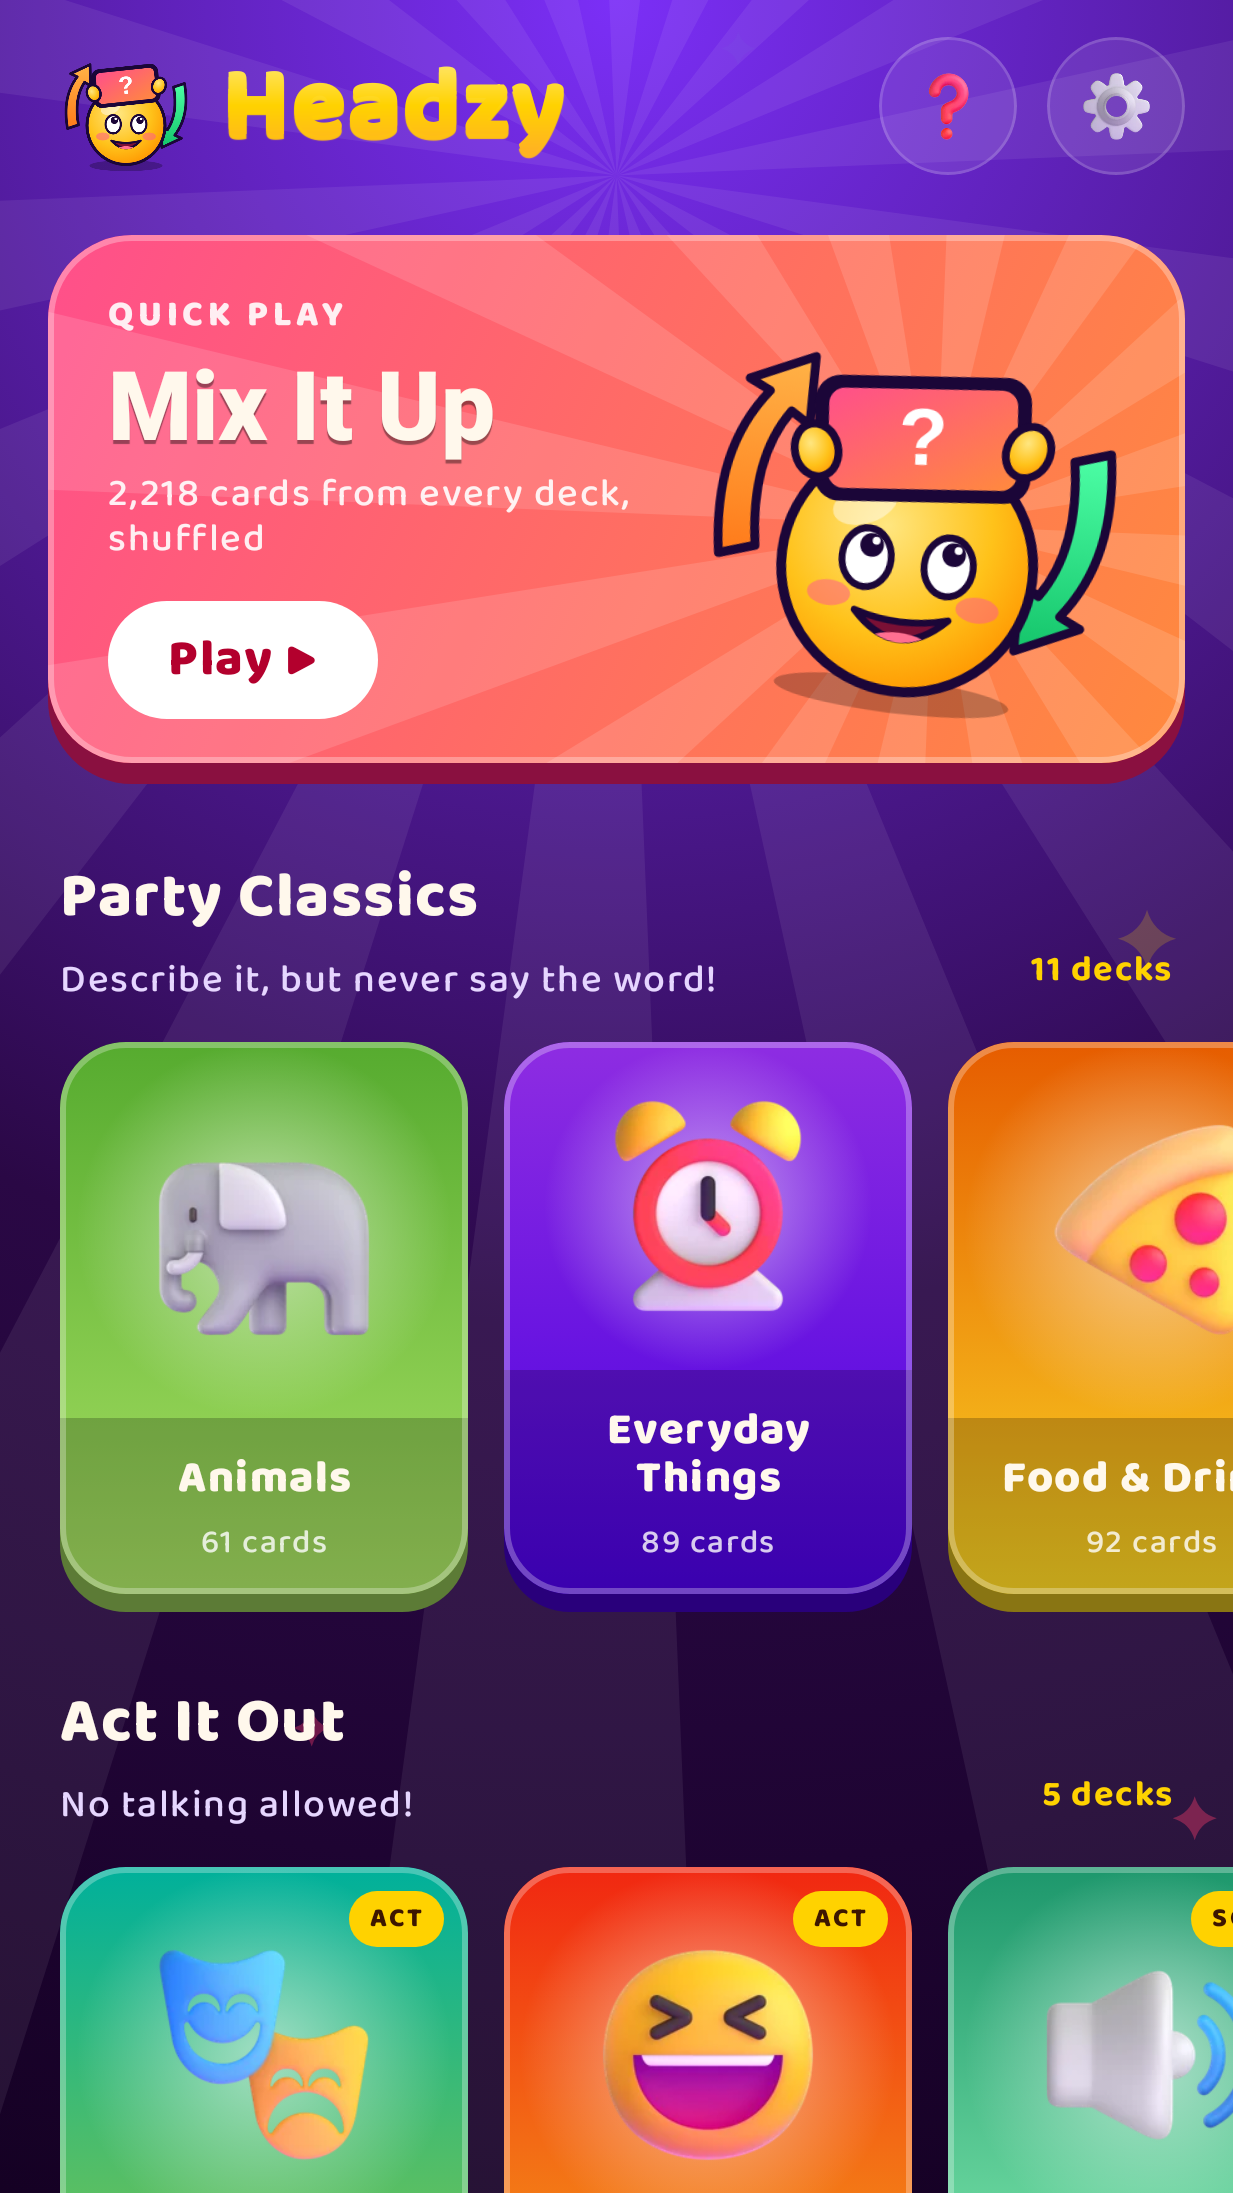 ?
Headzy
QUICK PLAY
Mix It Up
2,218 cards from every deck,
shuffled
Play
?
Party Classics
Describe it, but never say the word!
11 decks
Animals
61 cards
Everyday
Things
89 cards
Food &
92 cards
Act It Out
No talking allowed!
5 decks
ACT
ACT